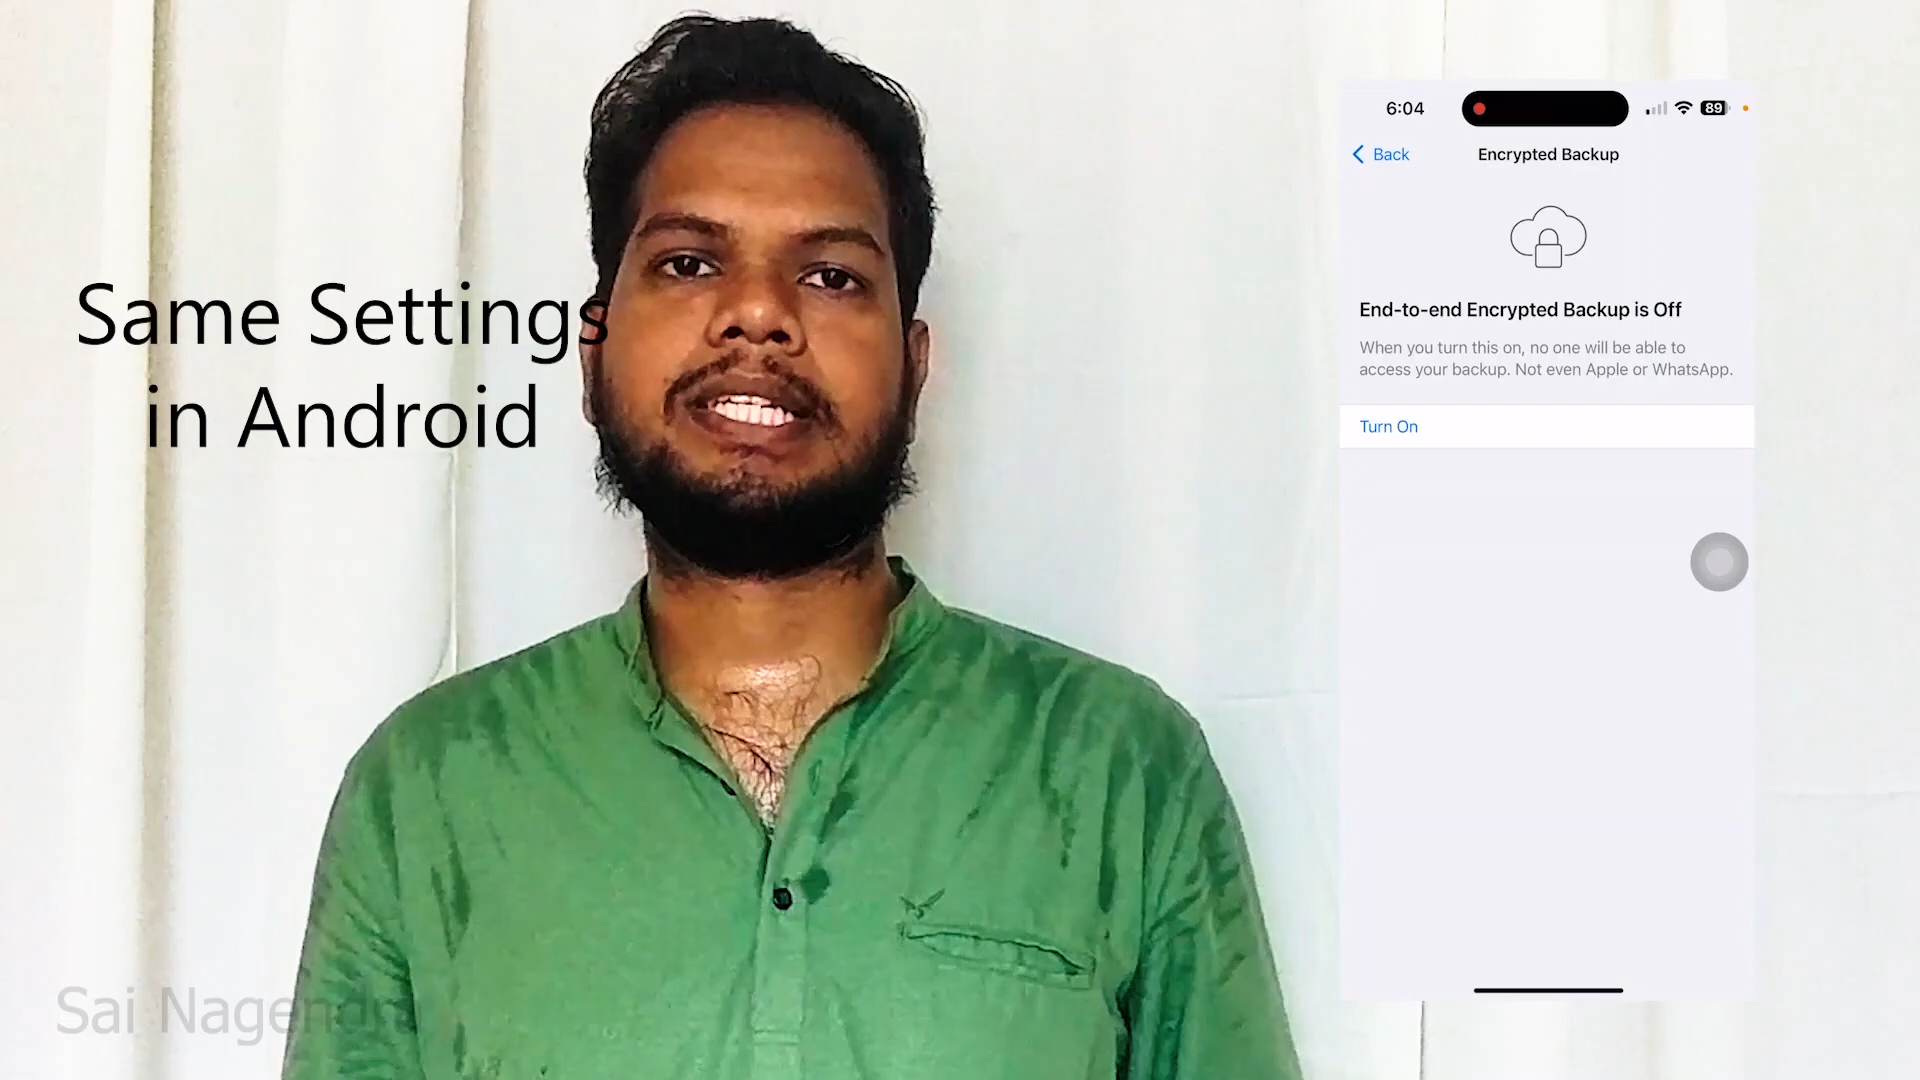 Same Settings
in Android
6:04
89
Back
Encrypted Backup
End-to-end Encrypted Backup is Off
When you turn this on, no one will be able to
access your backup. Not even Apple or WhatsApp.
Turn On
Sai Nagendra